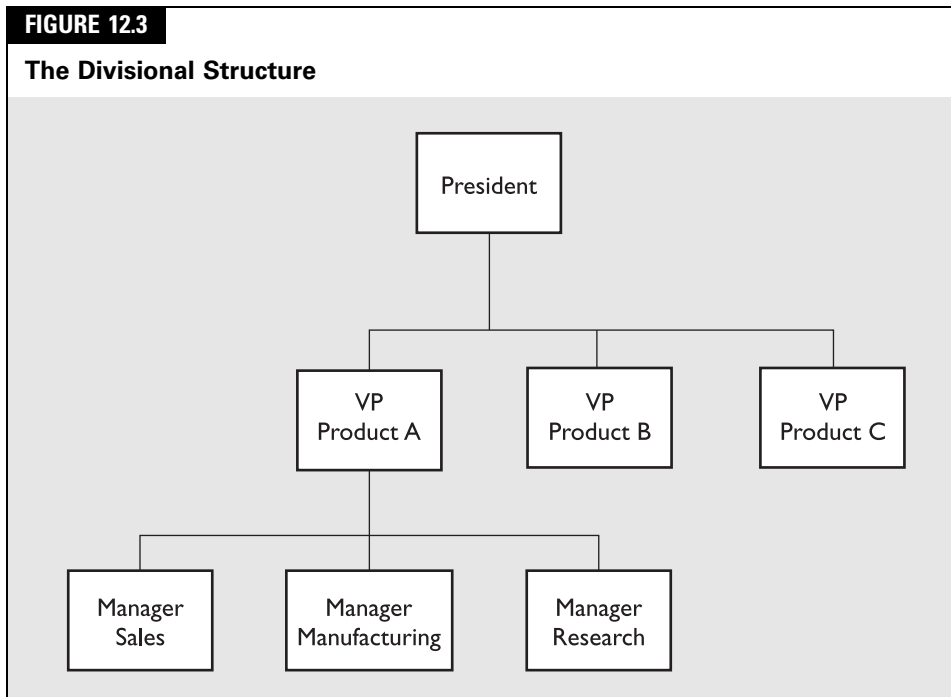 FIGURE 12.3
The Divisional Structure
President
VP
Product A
VP
Product B
VP
Product C
Manager
Sales
Manager
Manufacturing
Manager
Research